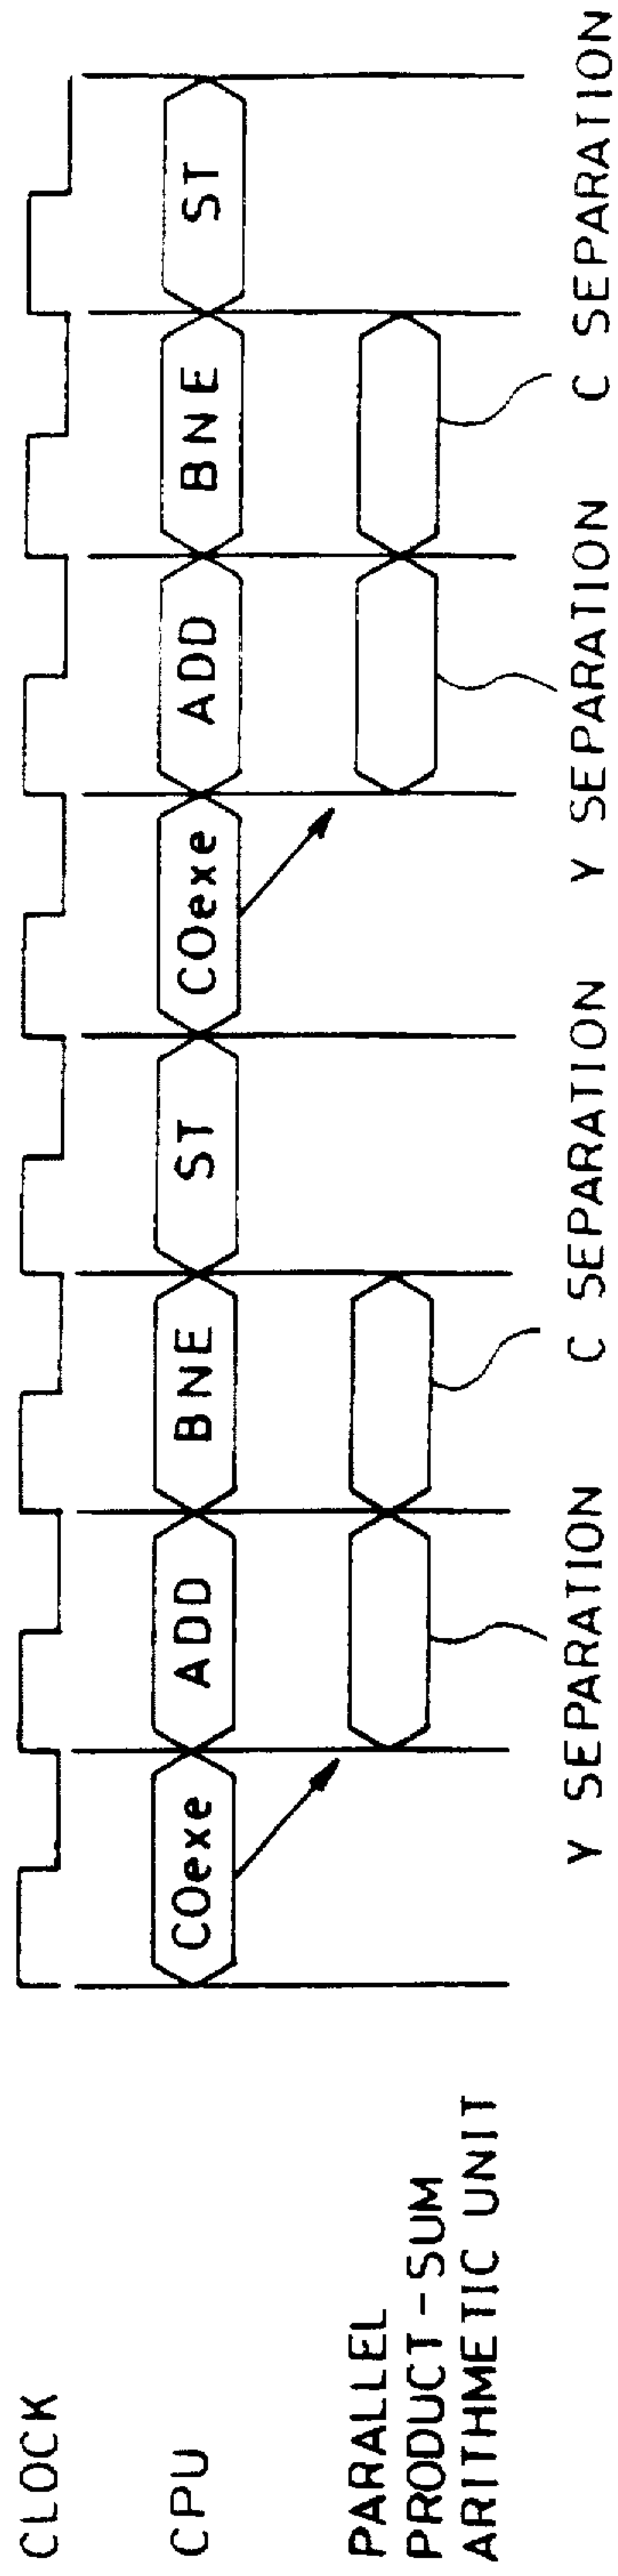 CLOCK
CPU
COexe
ADD
BNE
ST
COexe
ADD
BNE
ST
PARALLEL
PRODUCT-SUM
ARITHMETIC UNIT
Y SEPARATION
C SEPARATION
Y SEPARATION
C SEPARATION